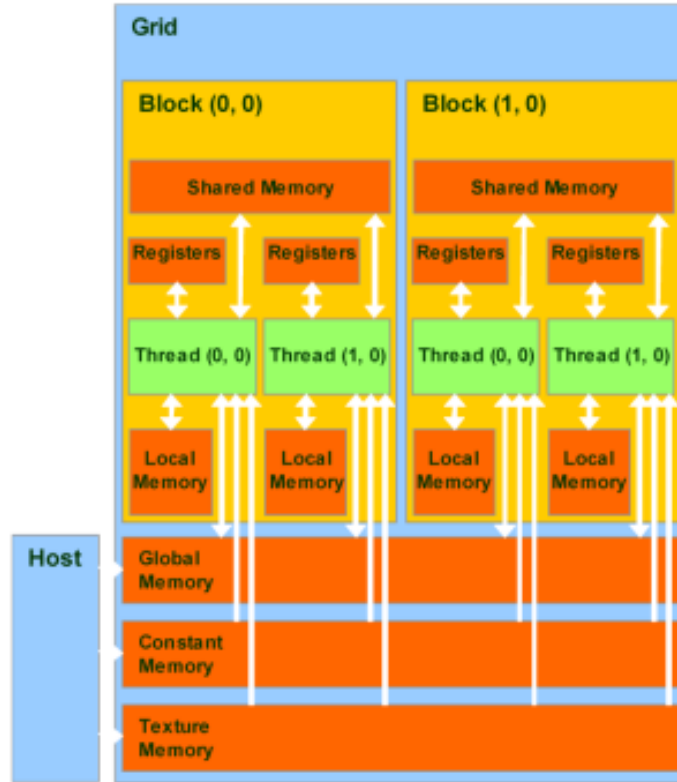 Grid
Block (0, 0)
Block (1, 0)
Shared Memory
Shared Memory
Registers
Registers
Registers
Registers
Thread (0, 0)
Thread (1, 0)
Thread (0, 0)
Thread (1, 0)
Local
Memory
Local
Memory
Local
Memory
Local
Memory
Host
Global
Memory
Constant
Memory
Texture
Memory